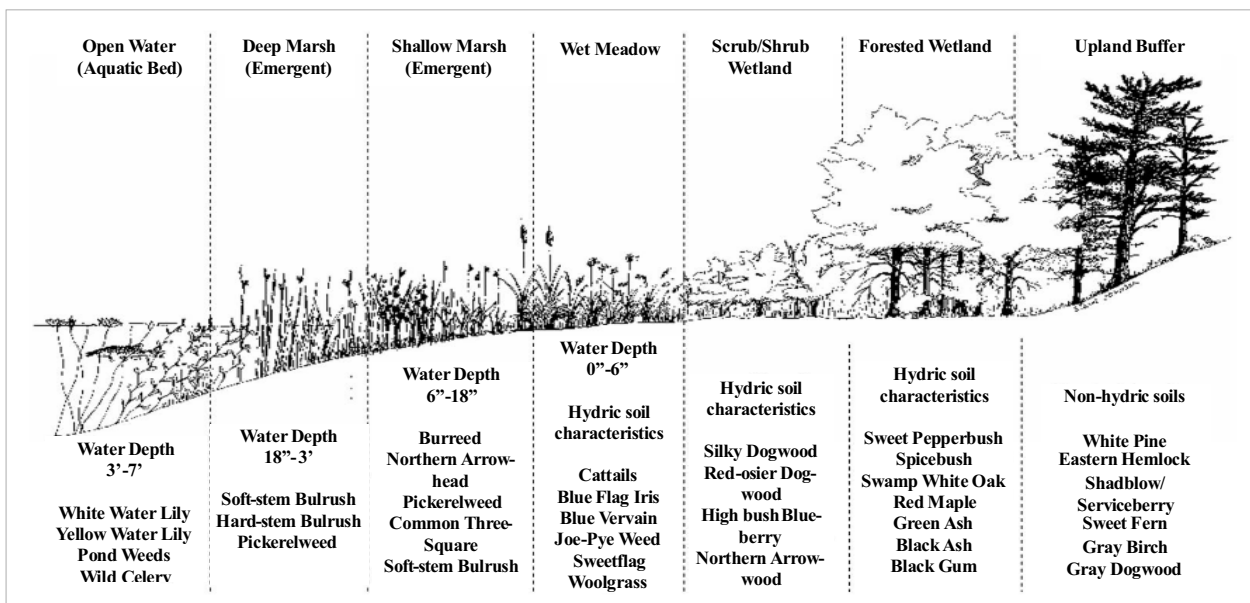 Open Water
(Aquatic Bed)
Deep Marsh
(Emergent)
Shallow Marsh
(Emergent)
Wet Meadow
Scrub/Shrub
Wetland
Forested Wetland
Upland Buffer
Water Depth
3’-7’
White Water Lily
Yellow Water Lily
Pond Weeds
Wild Celery
Water Depth
18”-3’
Soft-stem Bulrush
Hard-stem Bulrush
Pickerelweed
Water Depth
6”-18”
Burreed
Northern Arrow-
head
Pickerelweed
Common Three-
Square
Soft-stem Bulrush
Water Depth
0”-6”
Hydric soil
characteristics
Cattails
Blue Flag Iris
Blue Vervain
Joe-Pye Weed
Sweetflag
Woolgrass
Hydric soil
characteristics
Silky Dogwood
Red-osier Dog-
wood
High bush Blue-
berry
Northern Arrow-
wood
Hydric soil
characteristics
Sweet Pepperbush
Spicebush
Swamp White Oak
Red Maple
Green Ash
Black Ash
Black Gum
Non-hydric soils
White Pine
Eastern Hemlock
Shadblow/
Serviceberry
Sweet Fern
Gray Birch
Gray Dogwood